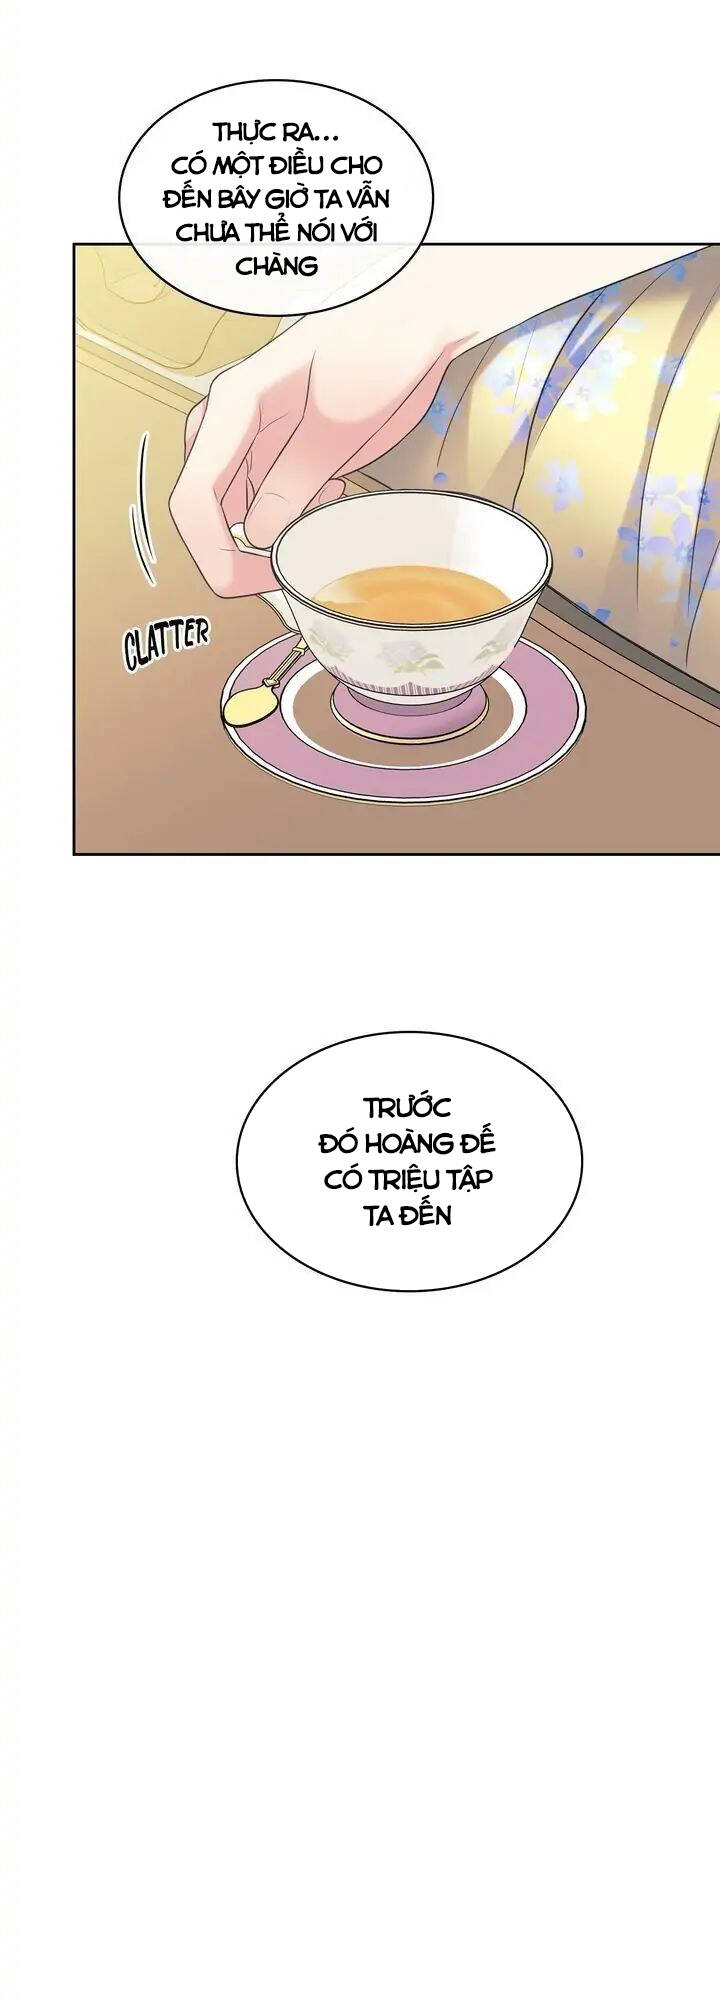 THỰC RA...
CÓ MỘT ĐIỀU CHO
ĐẾN BÂY GIỜ TA VẪN
CHƯA THỂ NÓI VỚI
CHÀNG
CLATTER
TRƯỚC
ĐÓ HOÀNG ĐẾ
CÓ TRIỆU TẬP
TA ĐẾN